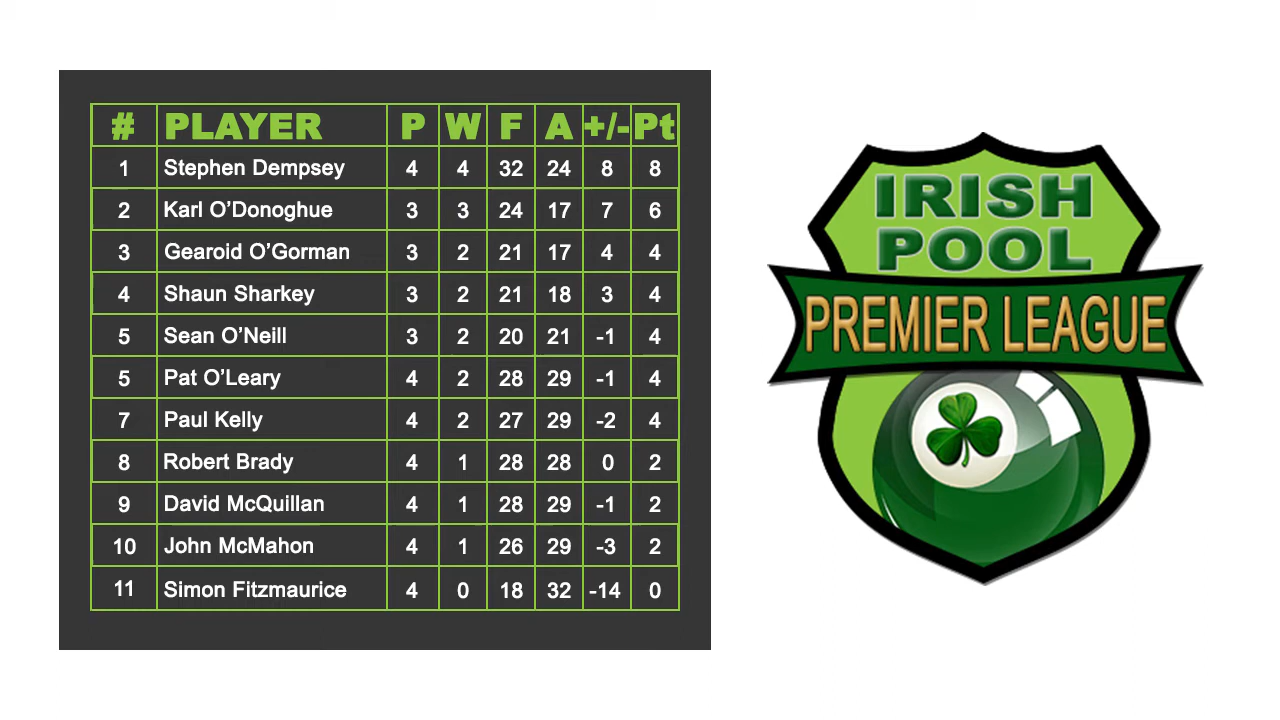 # PLAYER P W F A +/- Pt
1 Stephen Dempsey 4 4 32 24 8 8
2 Karl O’Donoghue 3 3 24 17 7 6
3 Gearoid O’Gorman 3 2 21 17 4 4
4 Shaun Sharkey 3 2 21 18 3 4
5 Sean O’Neill 3 2 20 21 -1 4
5 Pat O’Leary 4 2 28 29 -1 4
7 Paul Kelly 4 2 27 29 -2 4
8 Robert Brady 4 1 28 28 0 2
9 David McQuillan 4 1 28 29 -1 2
10 John McMahon 4 1 26 29 -3 2
11 Simon Fitzmaurice 4 0 18 32 -14 0
IRISH
POOL
PREMIER LEAGUE